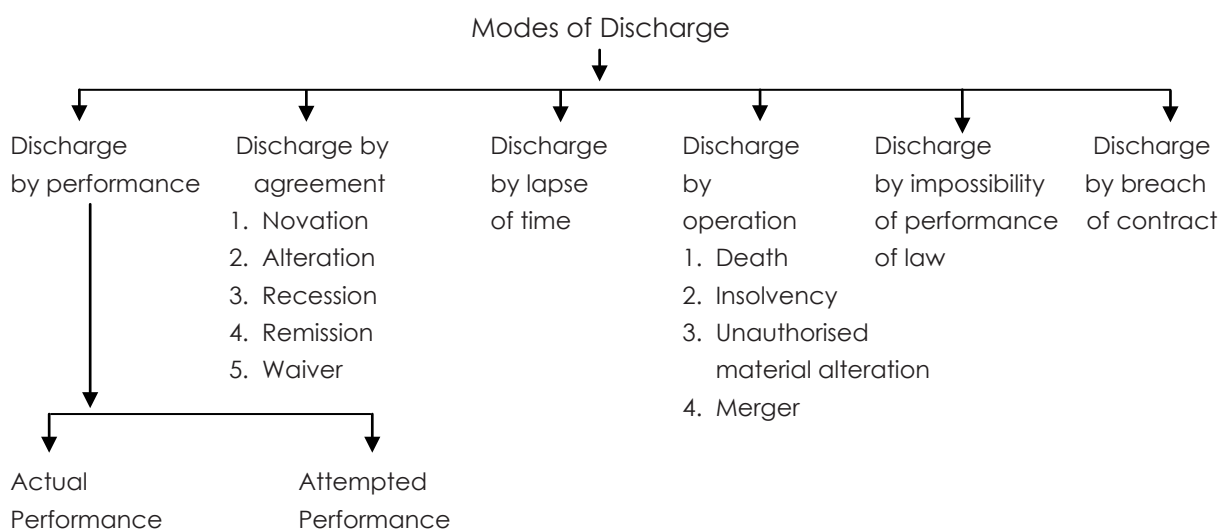 Modes of Discharge
Discharge
by performance
Discharge by
agreement
1. Novation
2. Alteration
3. Recession
4. Remission
5. Waiver
Discharge
by lapse
of time
Discharge
by
operation
1. Death
2. Insolvency
3. Unauthorised
material alteration
4. Merger
Discharge
by impossibility
of performance
of law
Discharge
by breach
of contract
Actual
Performance
Attempted
Performance